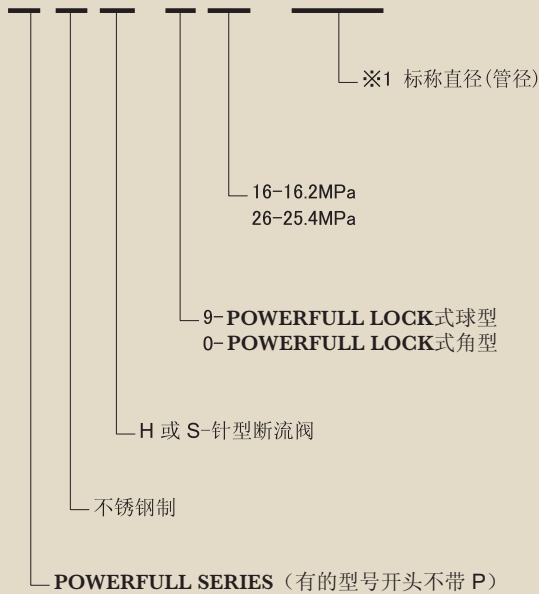 ※1 标称直径(管径)
16-16.2MPa
26-25.4MPa
9-POWERFULL LOCK式球型
0-POWERFULL LOCK式角型
H 或 S-针型断流阀
不锈钢制
POWERFULL SERIES（有的型号开头不带 P）